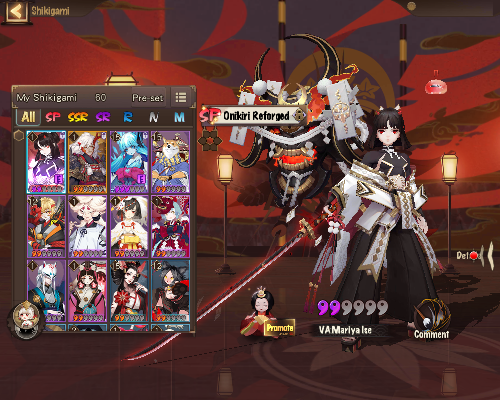 Shikigami
My Shikigami 60 Pre-set
All SP SSR SR R N M
SP Onikiri Reforged
Promote
VA:Mariya Ise
Comment